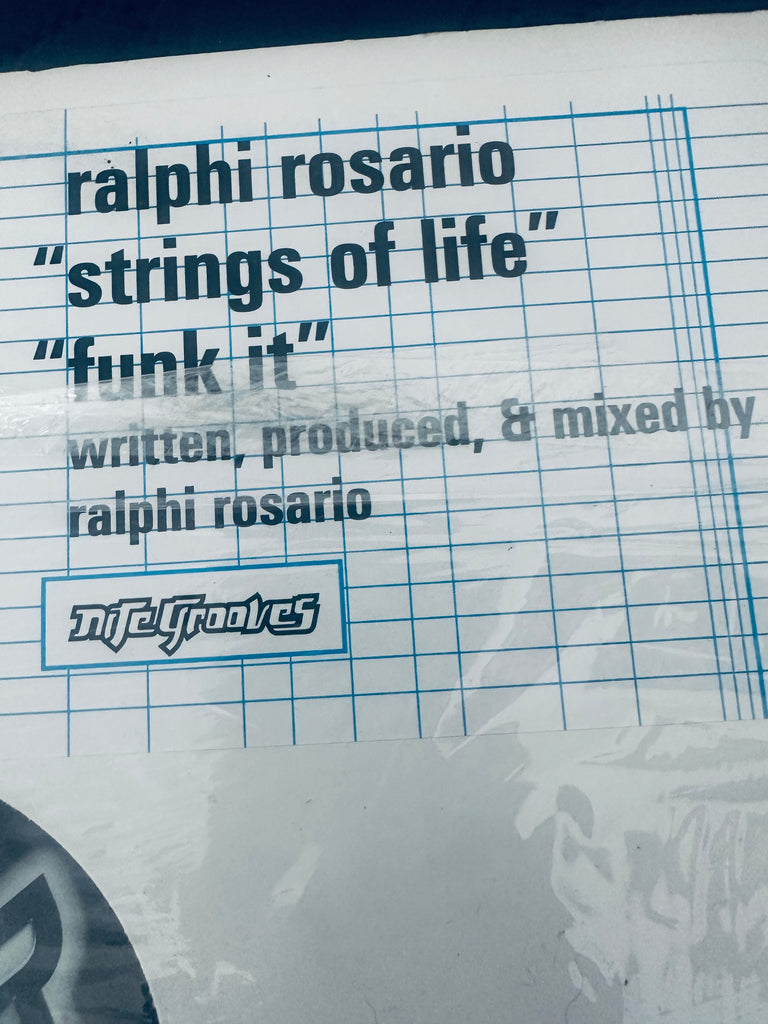 ralphi rosario
“strings of life”
“funk it”
written, produced, & mixed by
ralphi rosario
nite grooves